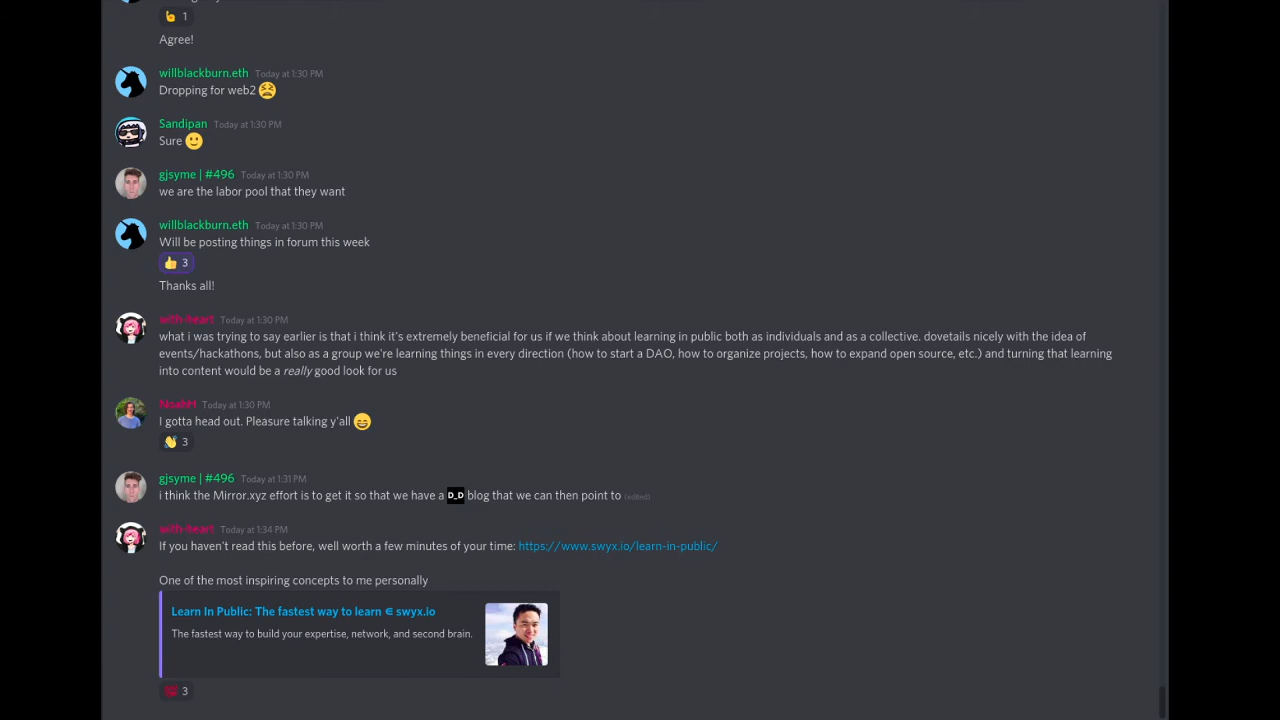 1
Agree!
willblackburn.eth Today at 1:30 PM
Dropping for web2
Sandipan Today at 1:30 PM
Sure
gjsyme | #496 Today at 1:30 PM
we are the labor pool that they want
willblackburn.eth Today at 1:30 PM
Will be posting things in forum this week
3
Thanks all!
with-heart Today at 1:30 PM
what i was trying to say earlier is that i think it's extremely beneficial for us if we think about learning in public both as individuals and as a collective. dovetails nicely with the idea of
events/hackathons, but also as a group we're learning things in every direction (how to start a DAO, how to organize projects, how to expand open source, etc.) and turning that learning
into content would be a really good look for us
NoahH Today at 1:30 PM
I gotta head out. Pleasure talking y'all
3
gjsyme | #496 Today at 1:31 PM
i think the Mirror.xyz effort is to get it so that we have a D_D blog that we can then point to (edited)
with-heart Today at 1:34 PM
If you haven't read this before, well worth a few minutes of your time: https://www.swyx.io/learn-in-public/
One of the most inspiring concepts to me personally
Learn In Public: The fastest way to learn ∈ swyx.io
The fastest way to build your expertise, network, and second brain.
3